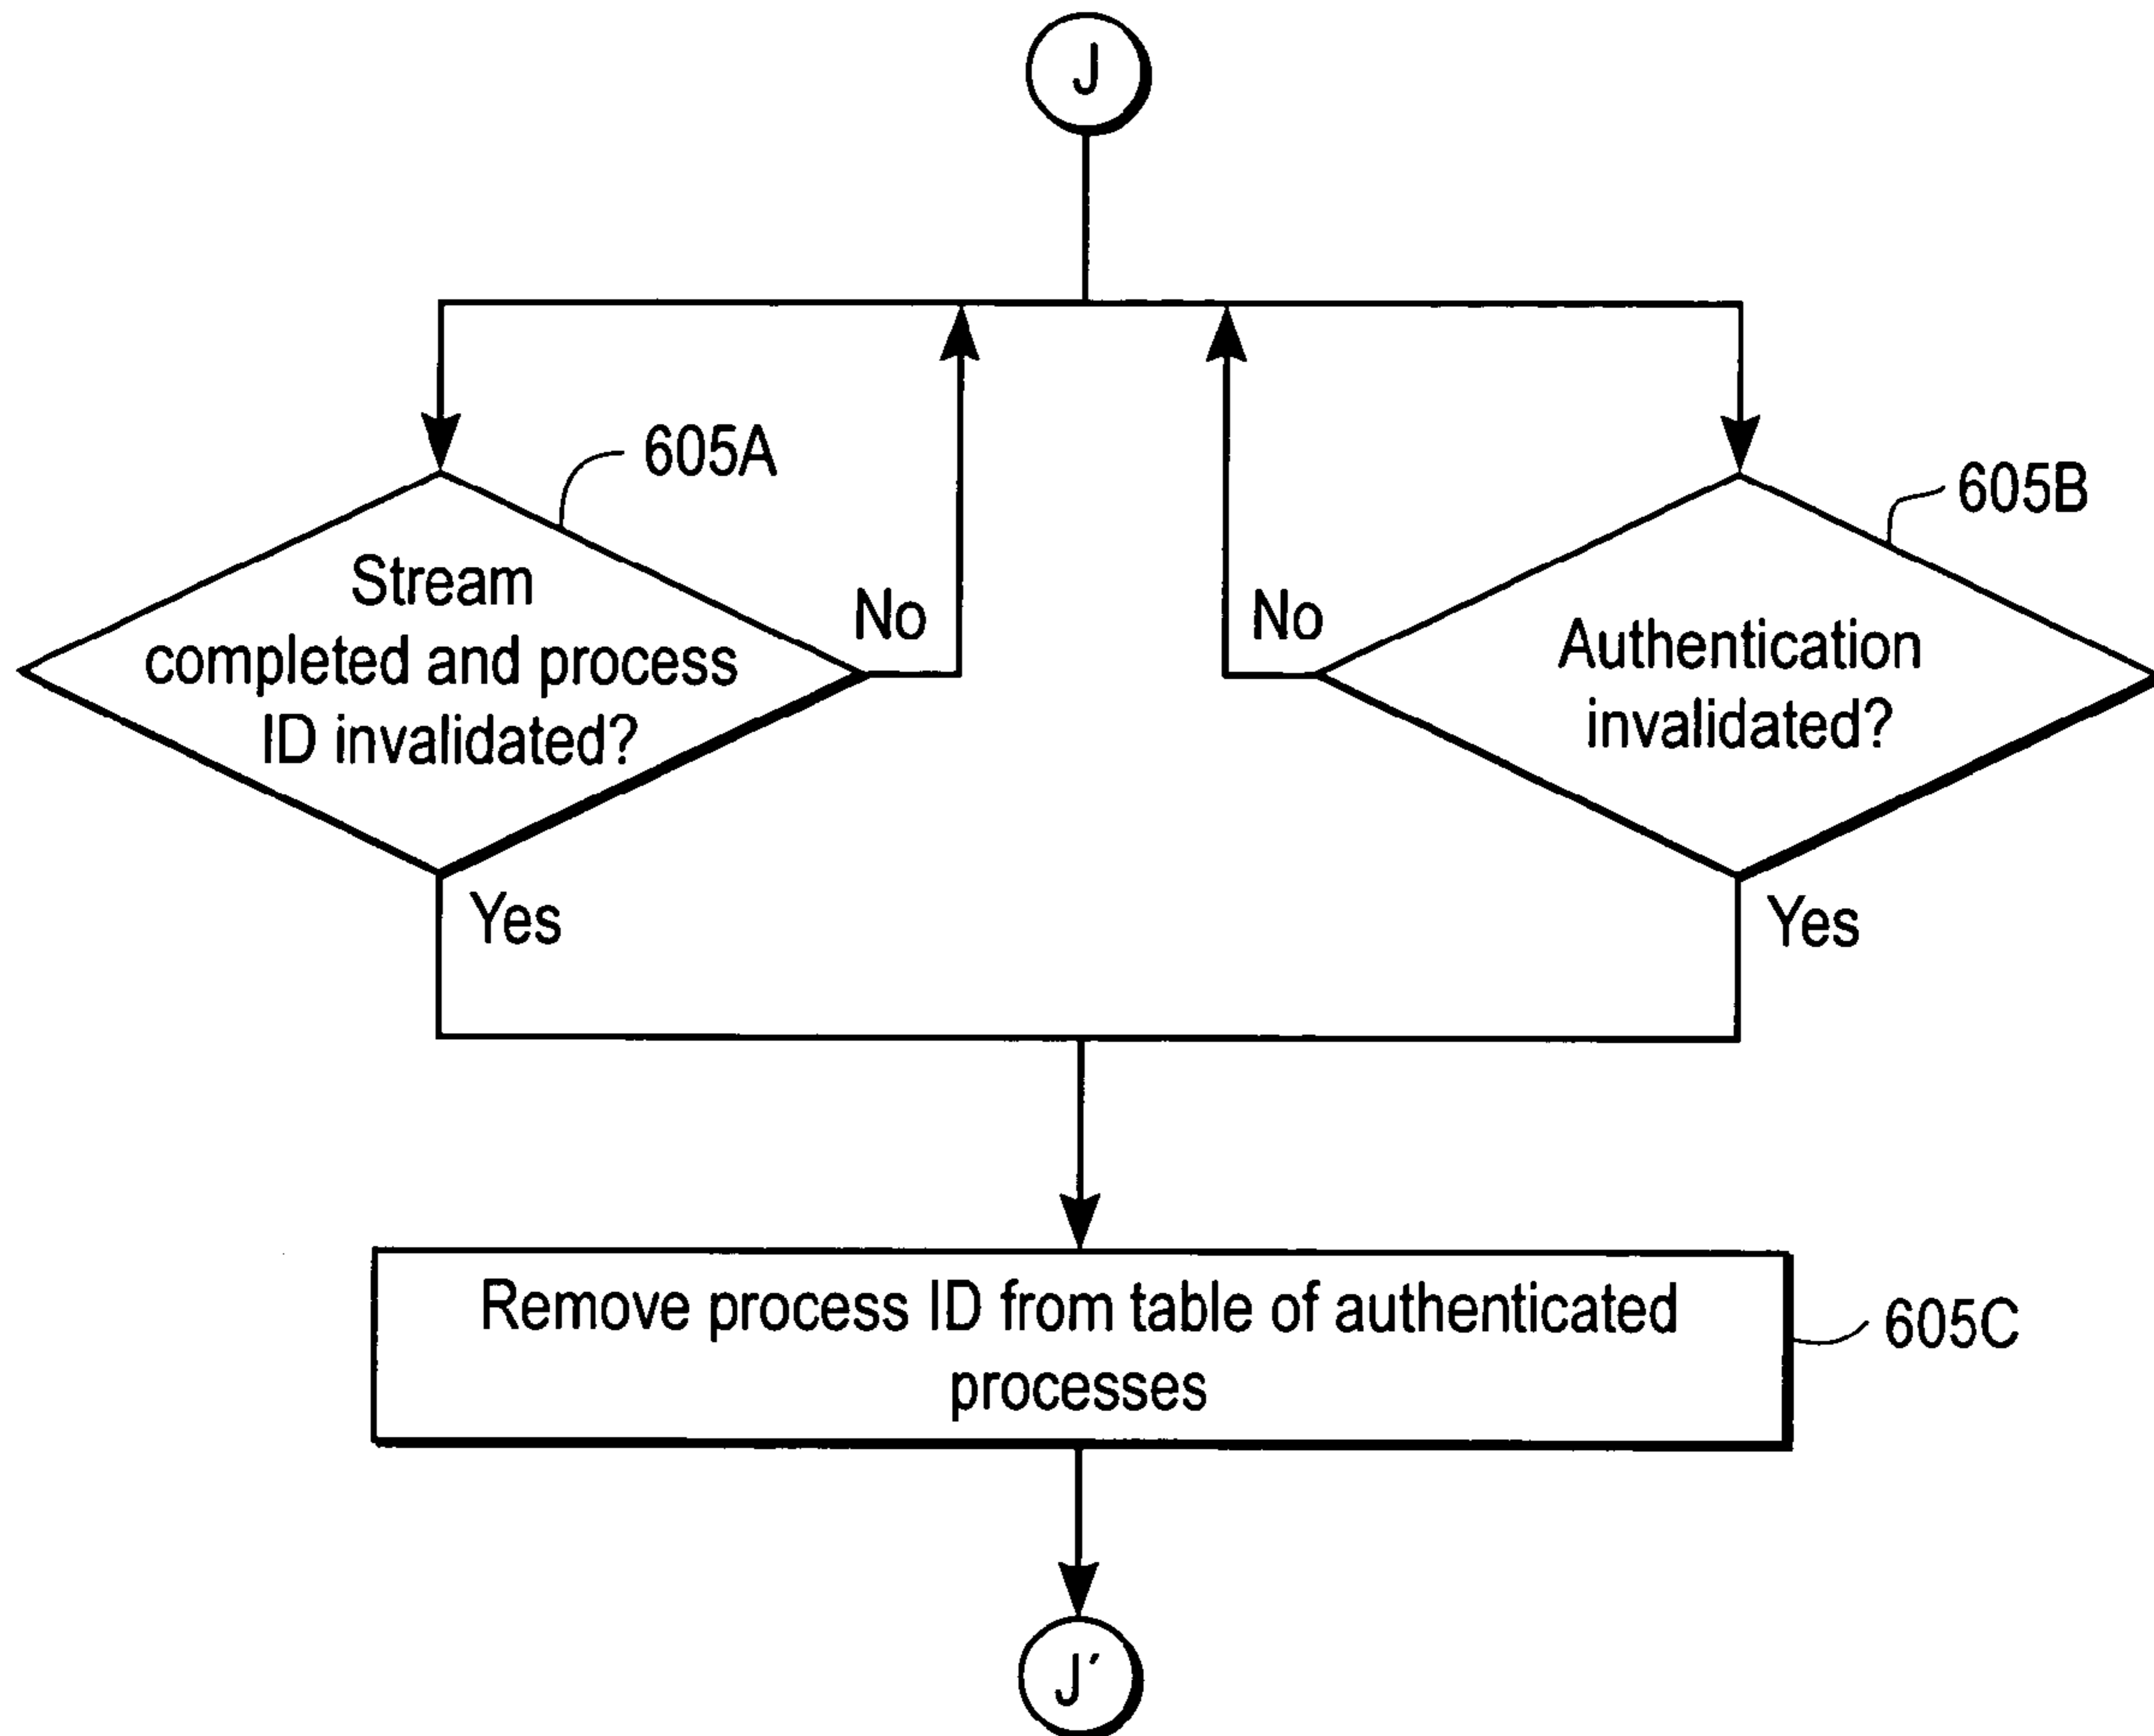 J
605A
605B
Stream
completed and process
ID invalidated?
No
No
Authentication
invalidated?
Yes
Yes
Remove process ID from table of authenticated
processes
605C
J′